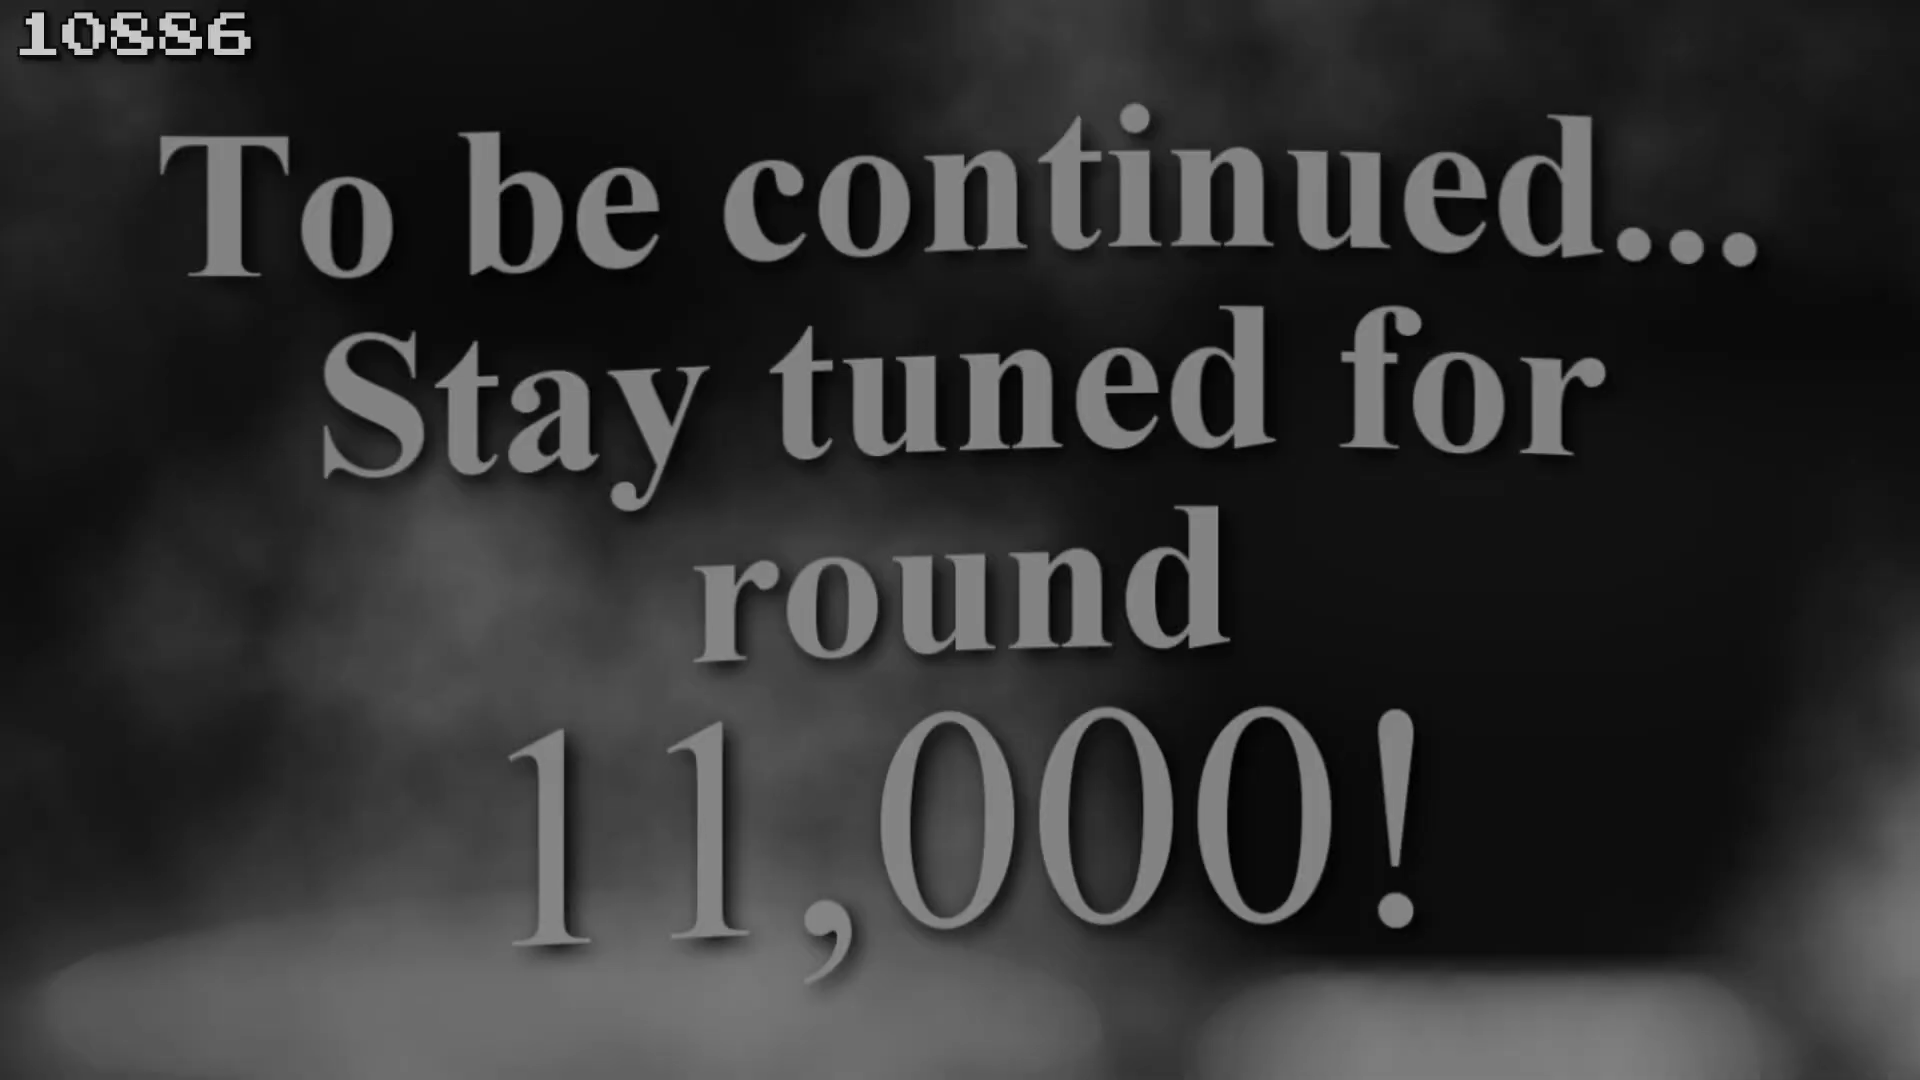 10886
To be continued...
Stay tuned for
round
11,000!